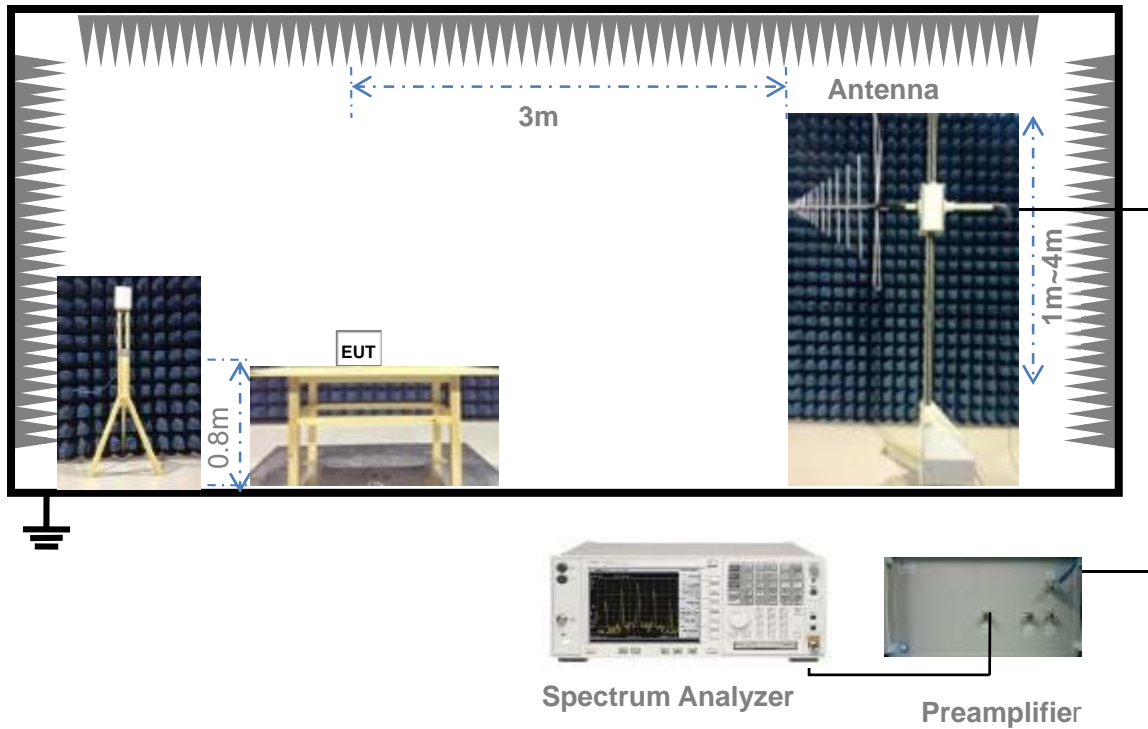 Antenna
3m
1m~4m
EUT
0.8m
Spectrum Analyzer
Preamplifier